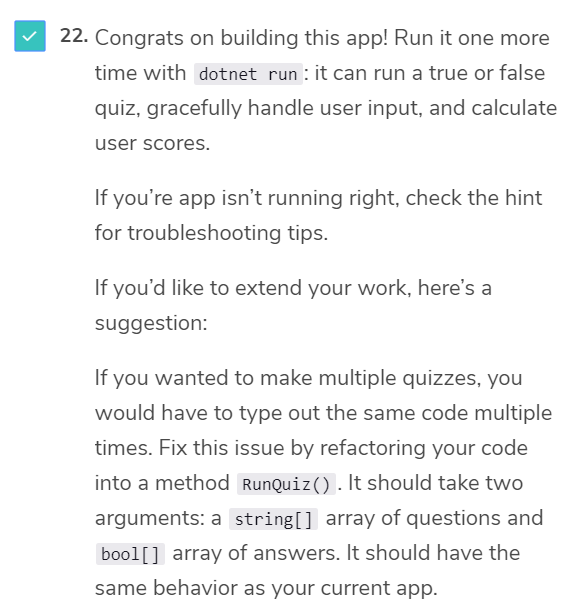 22. Congrats on building this app! Run it one more
time with dotnet run: it can run a true or false
quiz, gracefully handle user input, and calculate
user scores.
If you’re app isn’t running right, check the hint
for troubleshooting tips.
If you’d like to extend your work, here’s a
suggestion:
If you wanted to make multiple quizzes, you
would have to type out the same code multiple
times. Fix this issue by refactoring your code
into a method RunQuiz(). It should take two
arguments: a string[] array of questions and
bool[] array of answers. It should have the
same behavior as your current app.